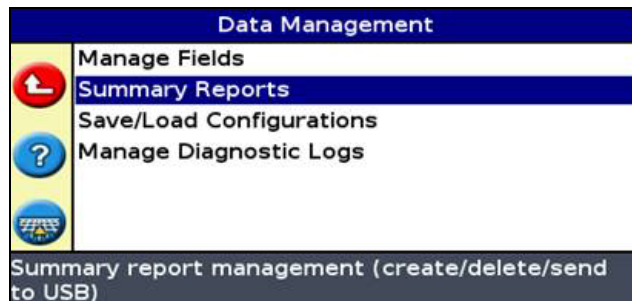 Data Management
Manage Fields
Summary Reports
Save/Load Configurations
?
Manage Diagnostic Logs
Summary report management (create/delete/send
to USB)